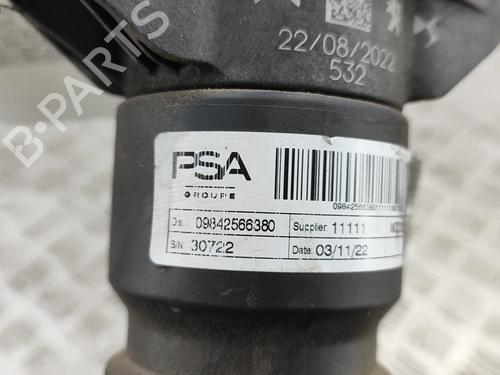 22/08/2022
532
B-PARTS
PSA
GROUPE
Ds: 09842566380
Supplier: 11111
S/N: 30722
Date: 03/11/22